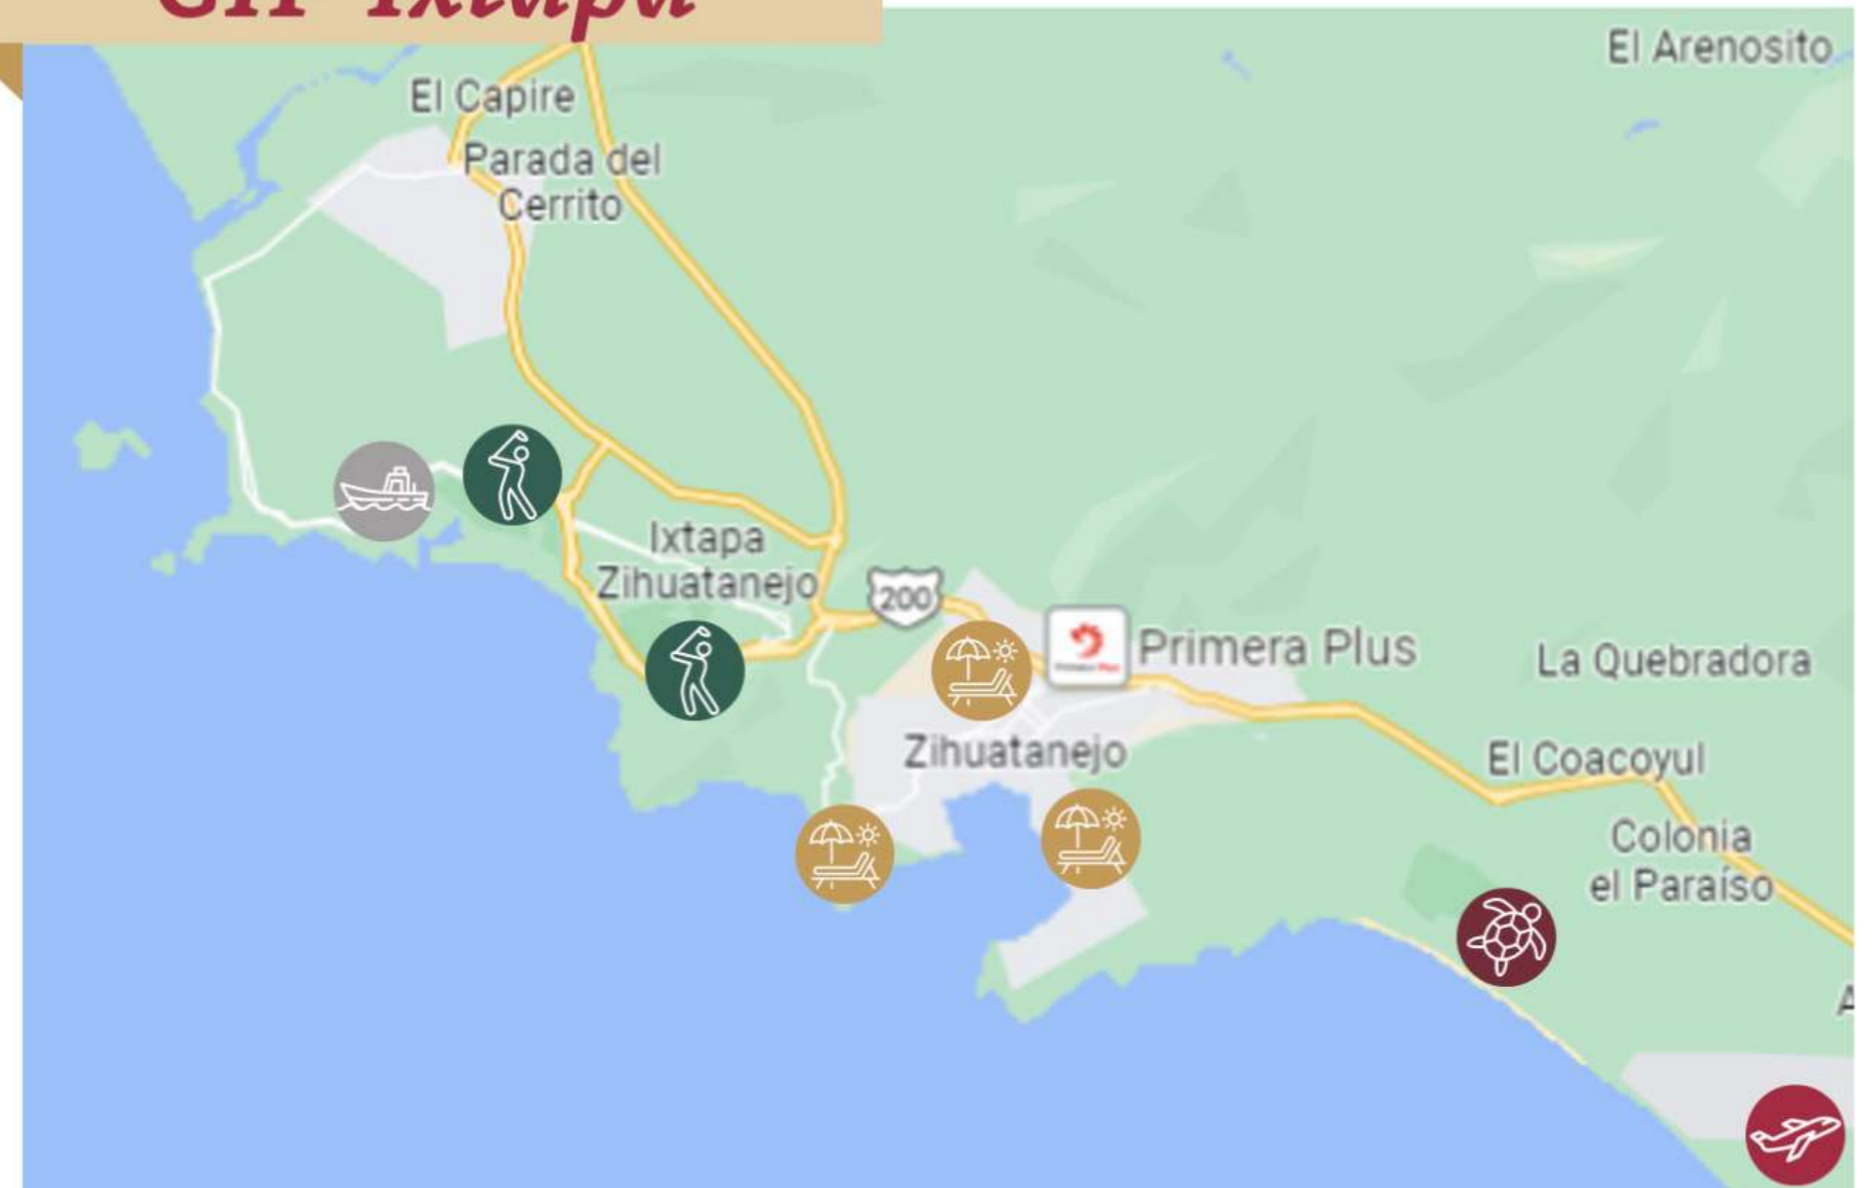 Ixtapa
El Arenosito
El Capire
Parada del
Cerrito
Ixtapa
Zihuatanejo
200
Primera Plus
La Quebradora
Zihuatanejo
El Coacoyul
Colonia
el Paraíso